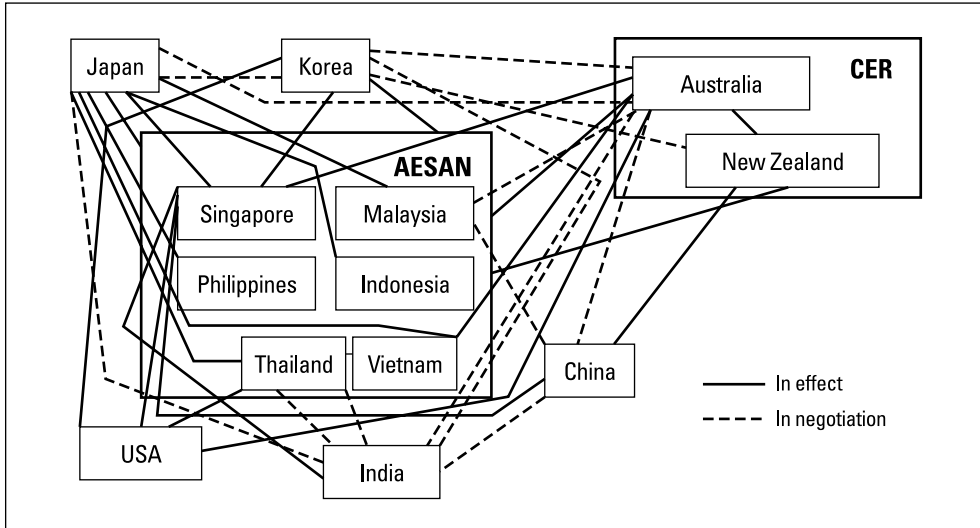 Japan
Korea
Australia
CER
New Zealand
AESAN
Singapore
Malaysia
Philippines
Indonesia
Thailand
Vietnam
China
In effect
In negotiation
USA
India